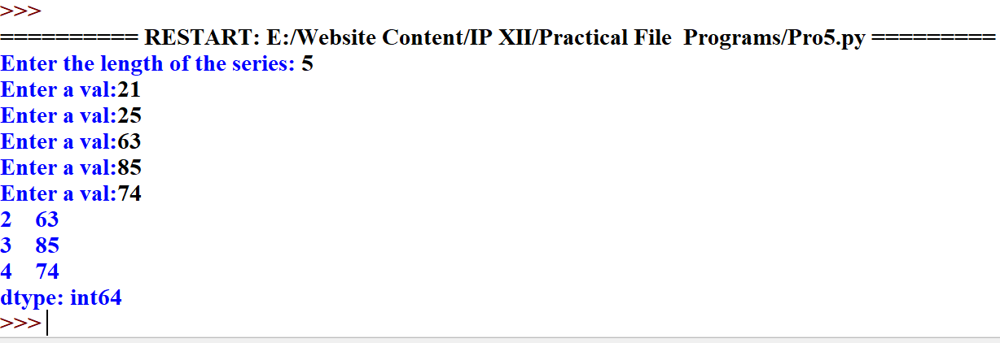 >>>
========== RESTART: E:/Website Content/IP XII/Practical File  Programs/Pro5.py =========
Enter the length of the series: 5
Enter a val:21
Enter a val:25
Enter a val:63
Enter a val:85
Enter a val:74
2    63
3    85
4    74
dtype: int64
>>>